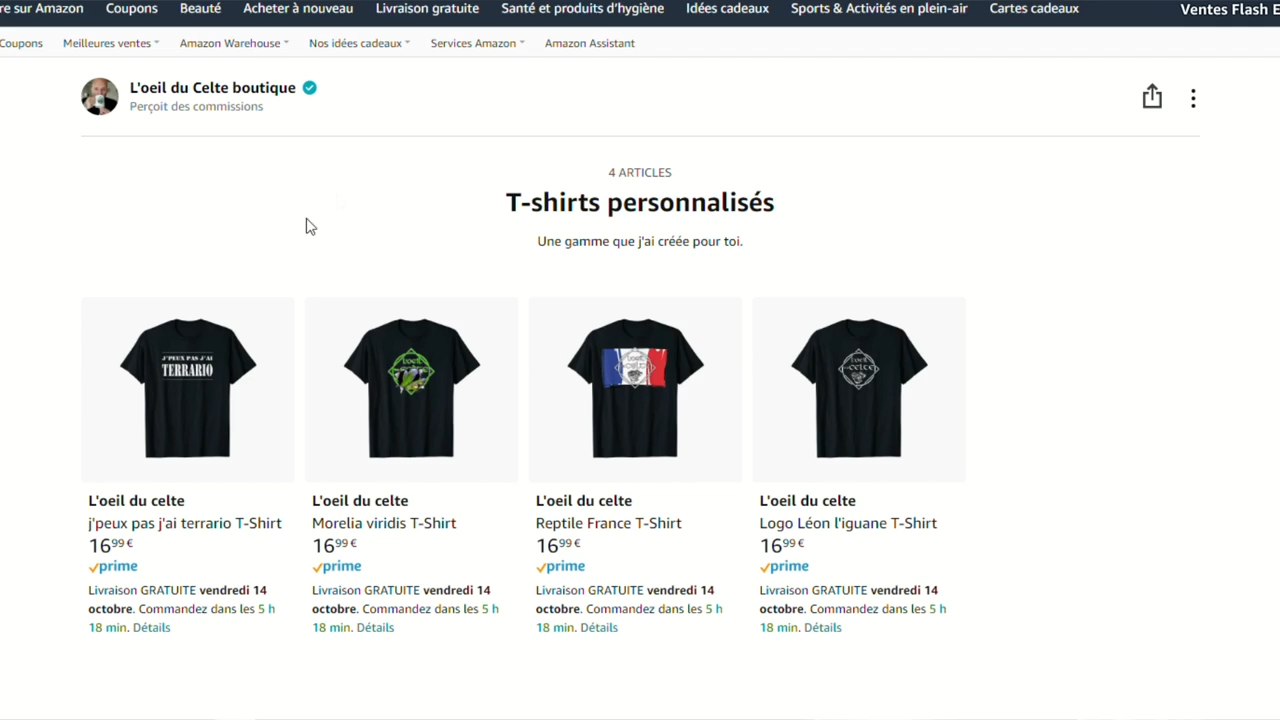 re sur Amazon Coupons Beauté Acheter à nouveau Livraison gratuite Santé et produits d'hygiène Idées cadeaux Sports & Activités en plein-air Cartes cadeaux Ventes Flash E
Coupons Meilleures ventes Amazon Warehouse Nos idées cadeaux Services Amazon Amazon Assistant
L'oeil du Celte boutique
Perçoit des commissions
4 ARTICLES
T-shirts personnalisés
Une gamme que j'ai créée pour toi.
J'PEUX PAS J'AI
TERRARIO
L'oeil du celte
j'peux pas j'ai terrario T-Shirt
16 99 €
prime
Livraison GRATUITE vendredi 14
octobre. Commandez dans les 5 h
18 min. Détails
L'oeil du celte
Morelia viridis T-Shirt
16 99 €
prime
Livraison GRATUITE vendredi 14
octobre. Commandez dans les 5 h
18 min. Détails
L'oeil du celte
Reptile France T-Shirt
16 99 €
prime
Livraison GRATUITE vendredi 14
octobre. Commandez dans les 5 h
18 min. Détails
L'oeil du celte
Logo Léon l'iguane T-Shirt
16 99 €
prime
Livraison GRATUITE vendredi 14
octobre. Commandez dans les 5 h
18 min. Détails